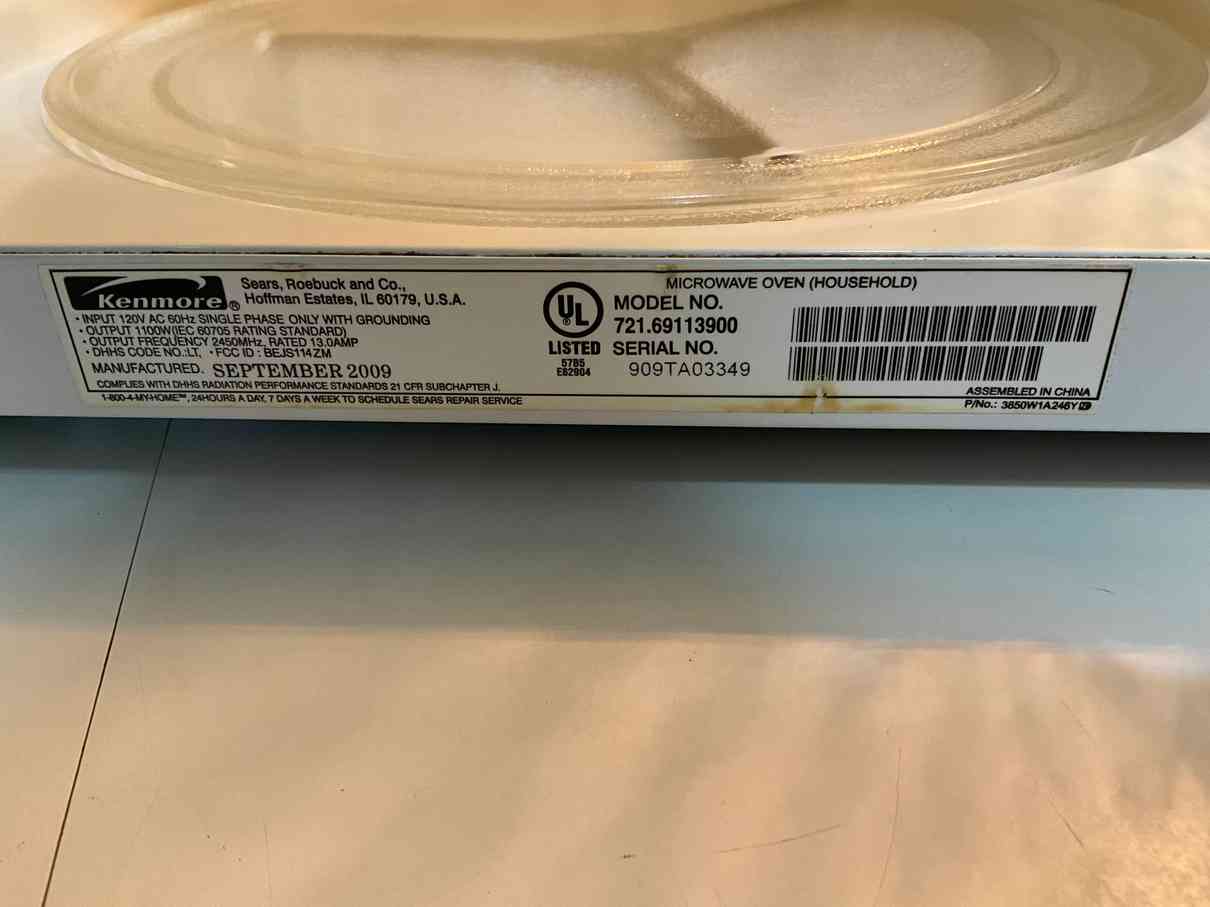 Kenmore®
Sears, Roebuck and Co.,
Hoffman Estates, IL 60179, U.S.A.
• INPUT 120V AC 60Hz SINGLE PHASE ONLY WITH GROUNDING
• OUTPUT 1100W(IEC 60705 RATING STANDARD)
• OUTPUT FREQUENCY 2450MHz, RATED 13.0AMP
• DHHS CODE NO.:LT, • FCC ID : BEJS114ZM
MANUFACTURED. SEPTEMBER 2009
COMPLIES WITH DHHS RADIATION PERFORMANCE STANDARDS 21 CFR SUBCHAPTER J.
1-800-4-MY-HOME™, 24HOURS A DAY, 7 DAYS A WEEK TO SCHEDULE SEARS REPAIR SERVICE
UL
LISTED
57B5
E82904
MICROWAVE OVEN (HOUSEHOLD)
MODEL NO.
721.69113900
SERIAL NO.
909TA03349
ASSEMBLED IN CHINA
P/No.: 3850W1A246Y